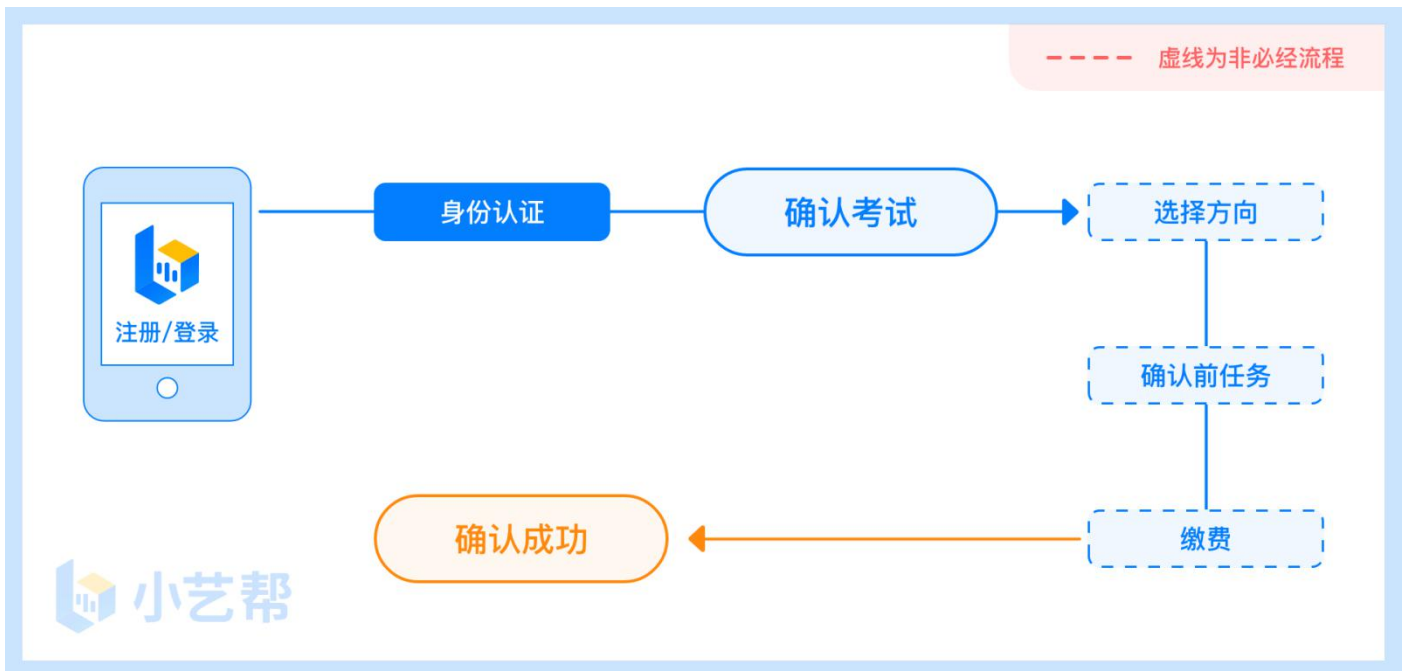 虚线为非必经流程
注册/登录
身份认证
确认考试
选择方向
确认前任务
缴费
确认成功
小艺帮